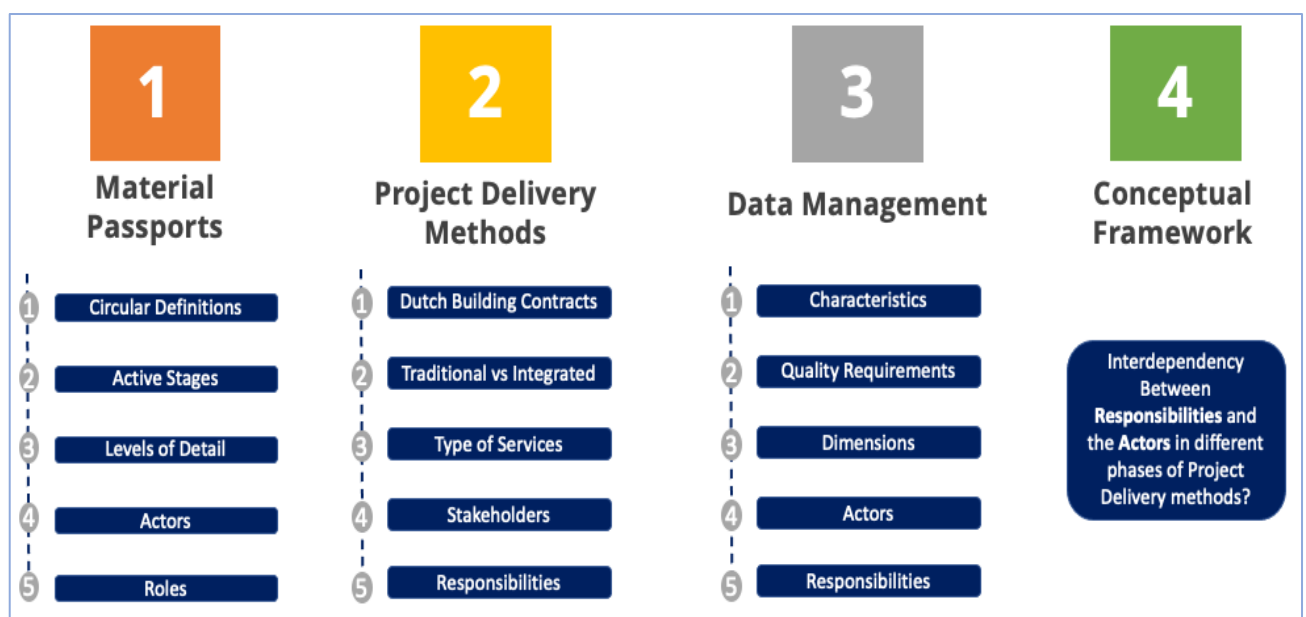 1
Material
Passports
1 Circular Definitions
2 Active Stages
3 Levels of Detail
4 Actors
5 Roles
2
Project Delivery
Methods
1 Dutch Building Contracts
2 Traditional vs Integrated
3 Type of Services
4 Stakeholders
5 Responsibilities
3
Data Management
1 Characteristics
2 Quality Requirements
3 Dimensions
4 Actors
5 Responsibilities
4
Conceptual
Framework
Interdependency
Between
Responsibilities and
the Actors in different
phases of Project
Delivery methods?